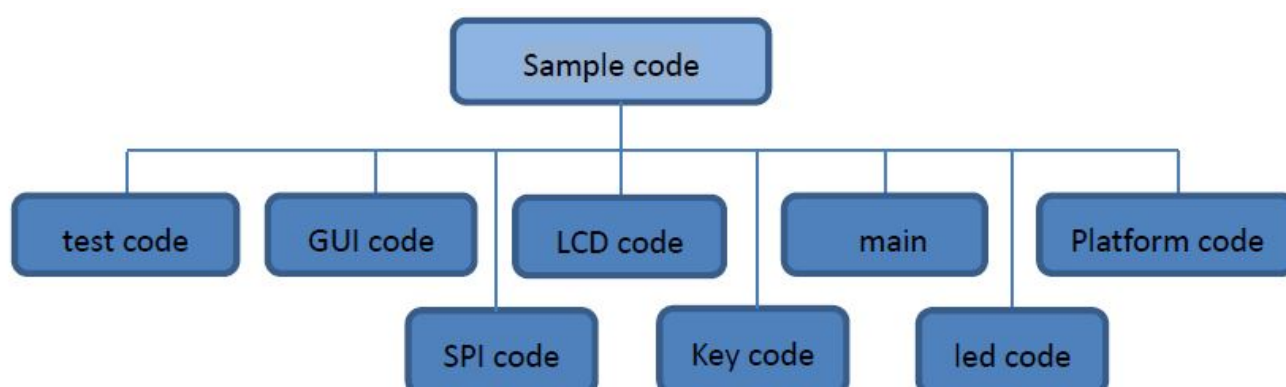 Sample code
test code
GUI code
LCD code
main
Platform code
SPI code
Key code
led code